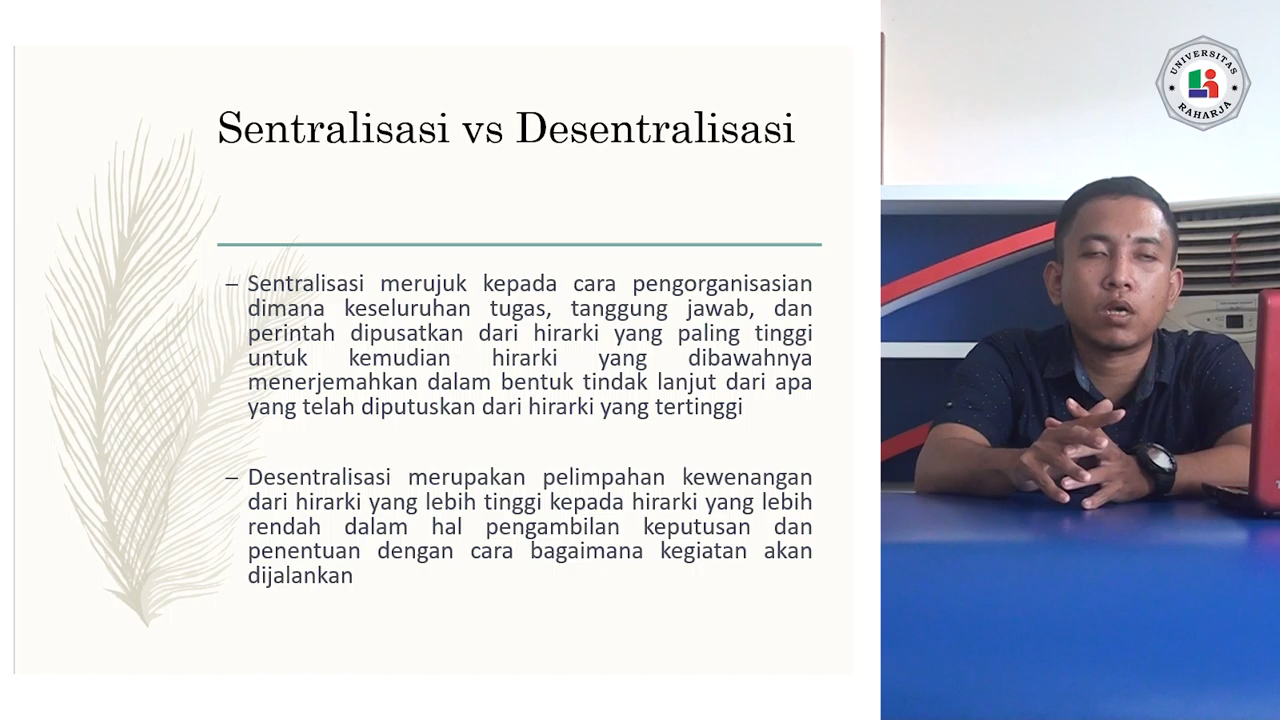 Sentralisasi vs Desentralisasi
– Sentralisasi merujuk kepada cara pengorganisasian
dimana keseluruhan tugas, tanggung jawab, dan
perintah dipusatkan dari hirarki yang paling tinggi
untuk kemudian hirarki yang dibawahnya
menerjemahkan dalam bentuk tindak lanjut dari apa
yang telah diputuskan dari hirarki yang tertinggi
– Desentralisasi merupakan pelimpahan kewenangan
dari hirarki yang lebih tinggi kepada hirarki yang lebih
rendah dalam hal pengambilan keputusan dan
penentuan dengan cara bagaimana kegiatan akan
dijalankan
UNIVERSITAS
RAHARJA